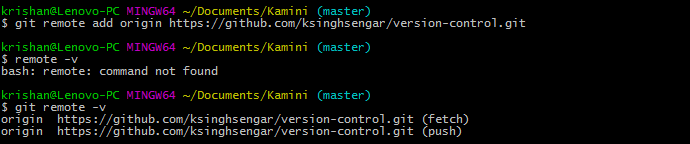 krishan@Lenovo-PC MINGW64 ~/Documents/Kamini (master)
$ git remote add origin https://github.com/ksinghsengar/version-control.git
krishan@Lenovo-PC MINGW64 ~/Documents/Kamini (master)
$ remote -v
bash: remote: command not found
krishan@Lenovo-PC MINGW64 ~/Documents/Kamini (master)
$ git remote -v
origin  https://github.com/ksinghsengar/version-control.git (fetch)
origin  https://github.com/ksinghsengar/version-control.git (push)